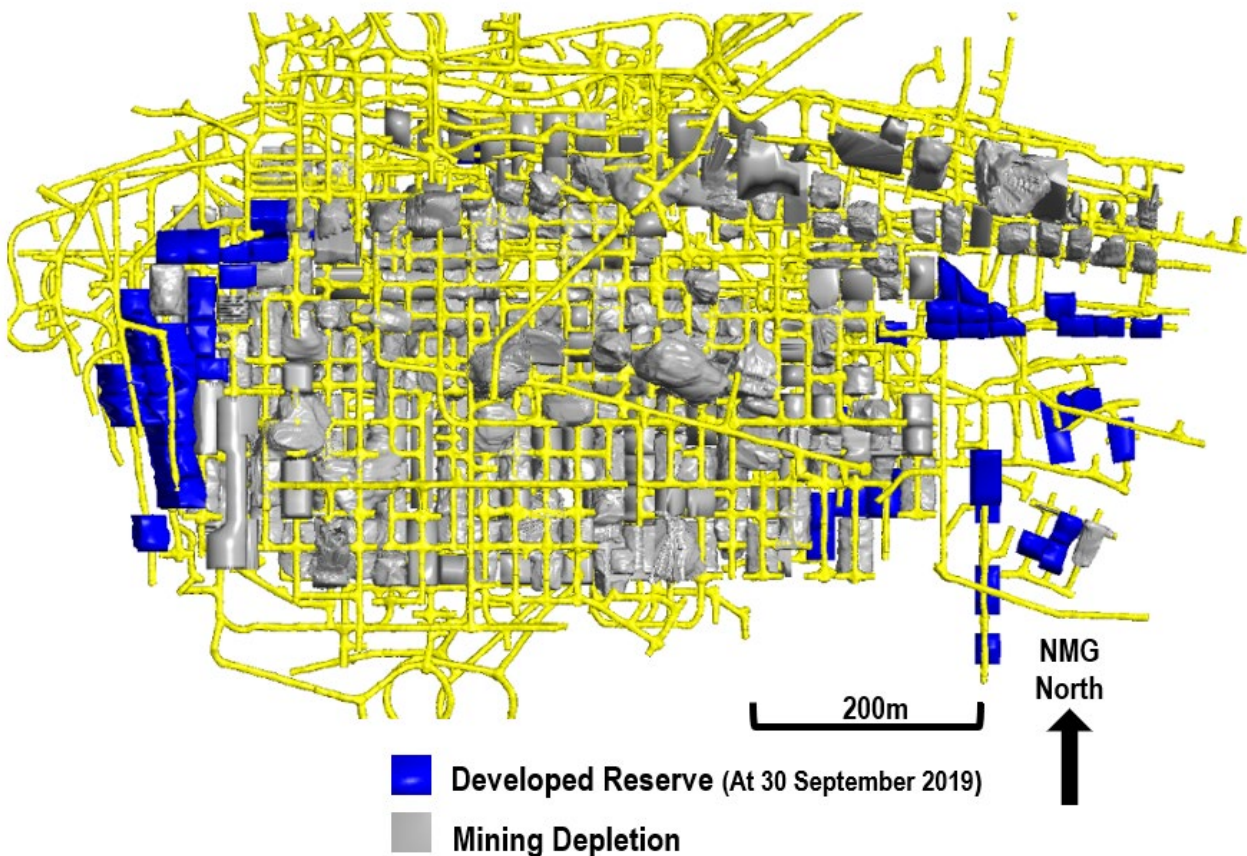 NMG
North
200m
Developed Reserve (At 30 September 2019)
Mining Depletion